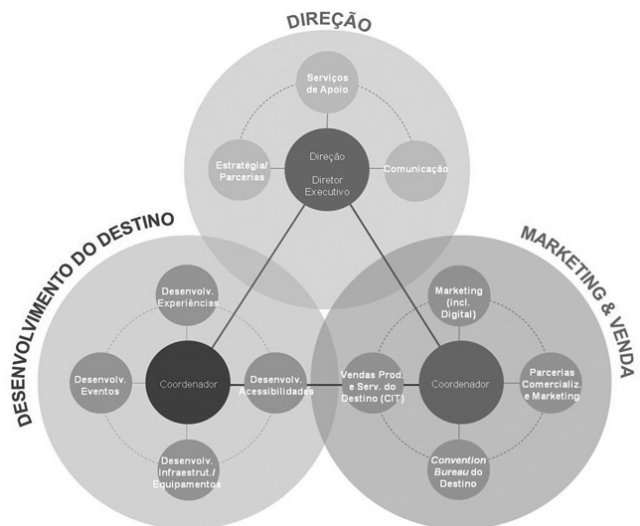 DIREÇÃO
Serviços
de Apoio
Estratégia/
Parcerias
Direção
Diretor
Executivo
Comunicação
DESENVOLVIMENTO DO DESTINO
Desenvolv.
Experiências
Desenvolv.
Eventos
Coordenador
Desenvolv.
Acessibilidades
Desenvolv.
Infraestrut./
Equipamentos
MARKETING & VENDA
Marketing
(incl.
Digital)
Vendas Prod.
e Serv. do
Destino (CIT)
Coordenador
Parcerias
Comercializ.
e Marketing
Convention
Bureau do
Destino